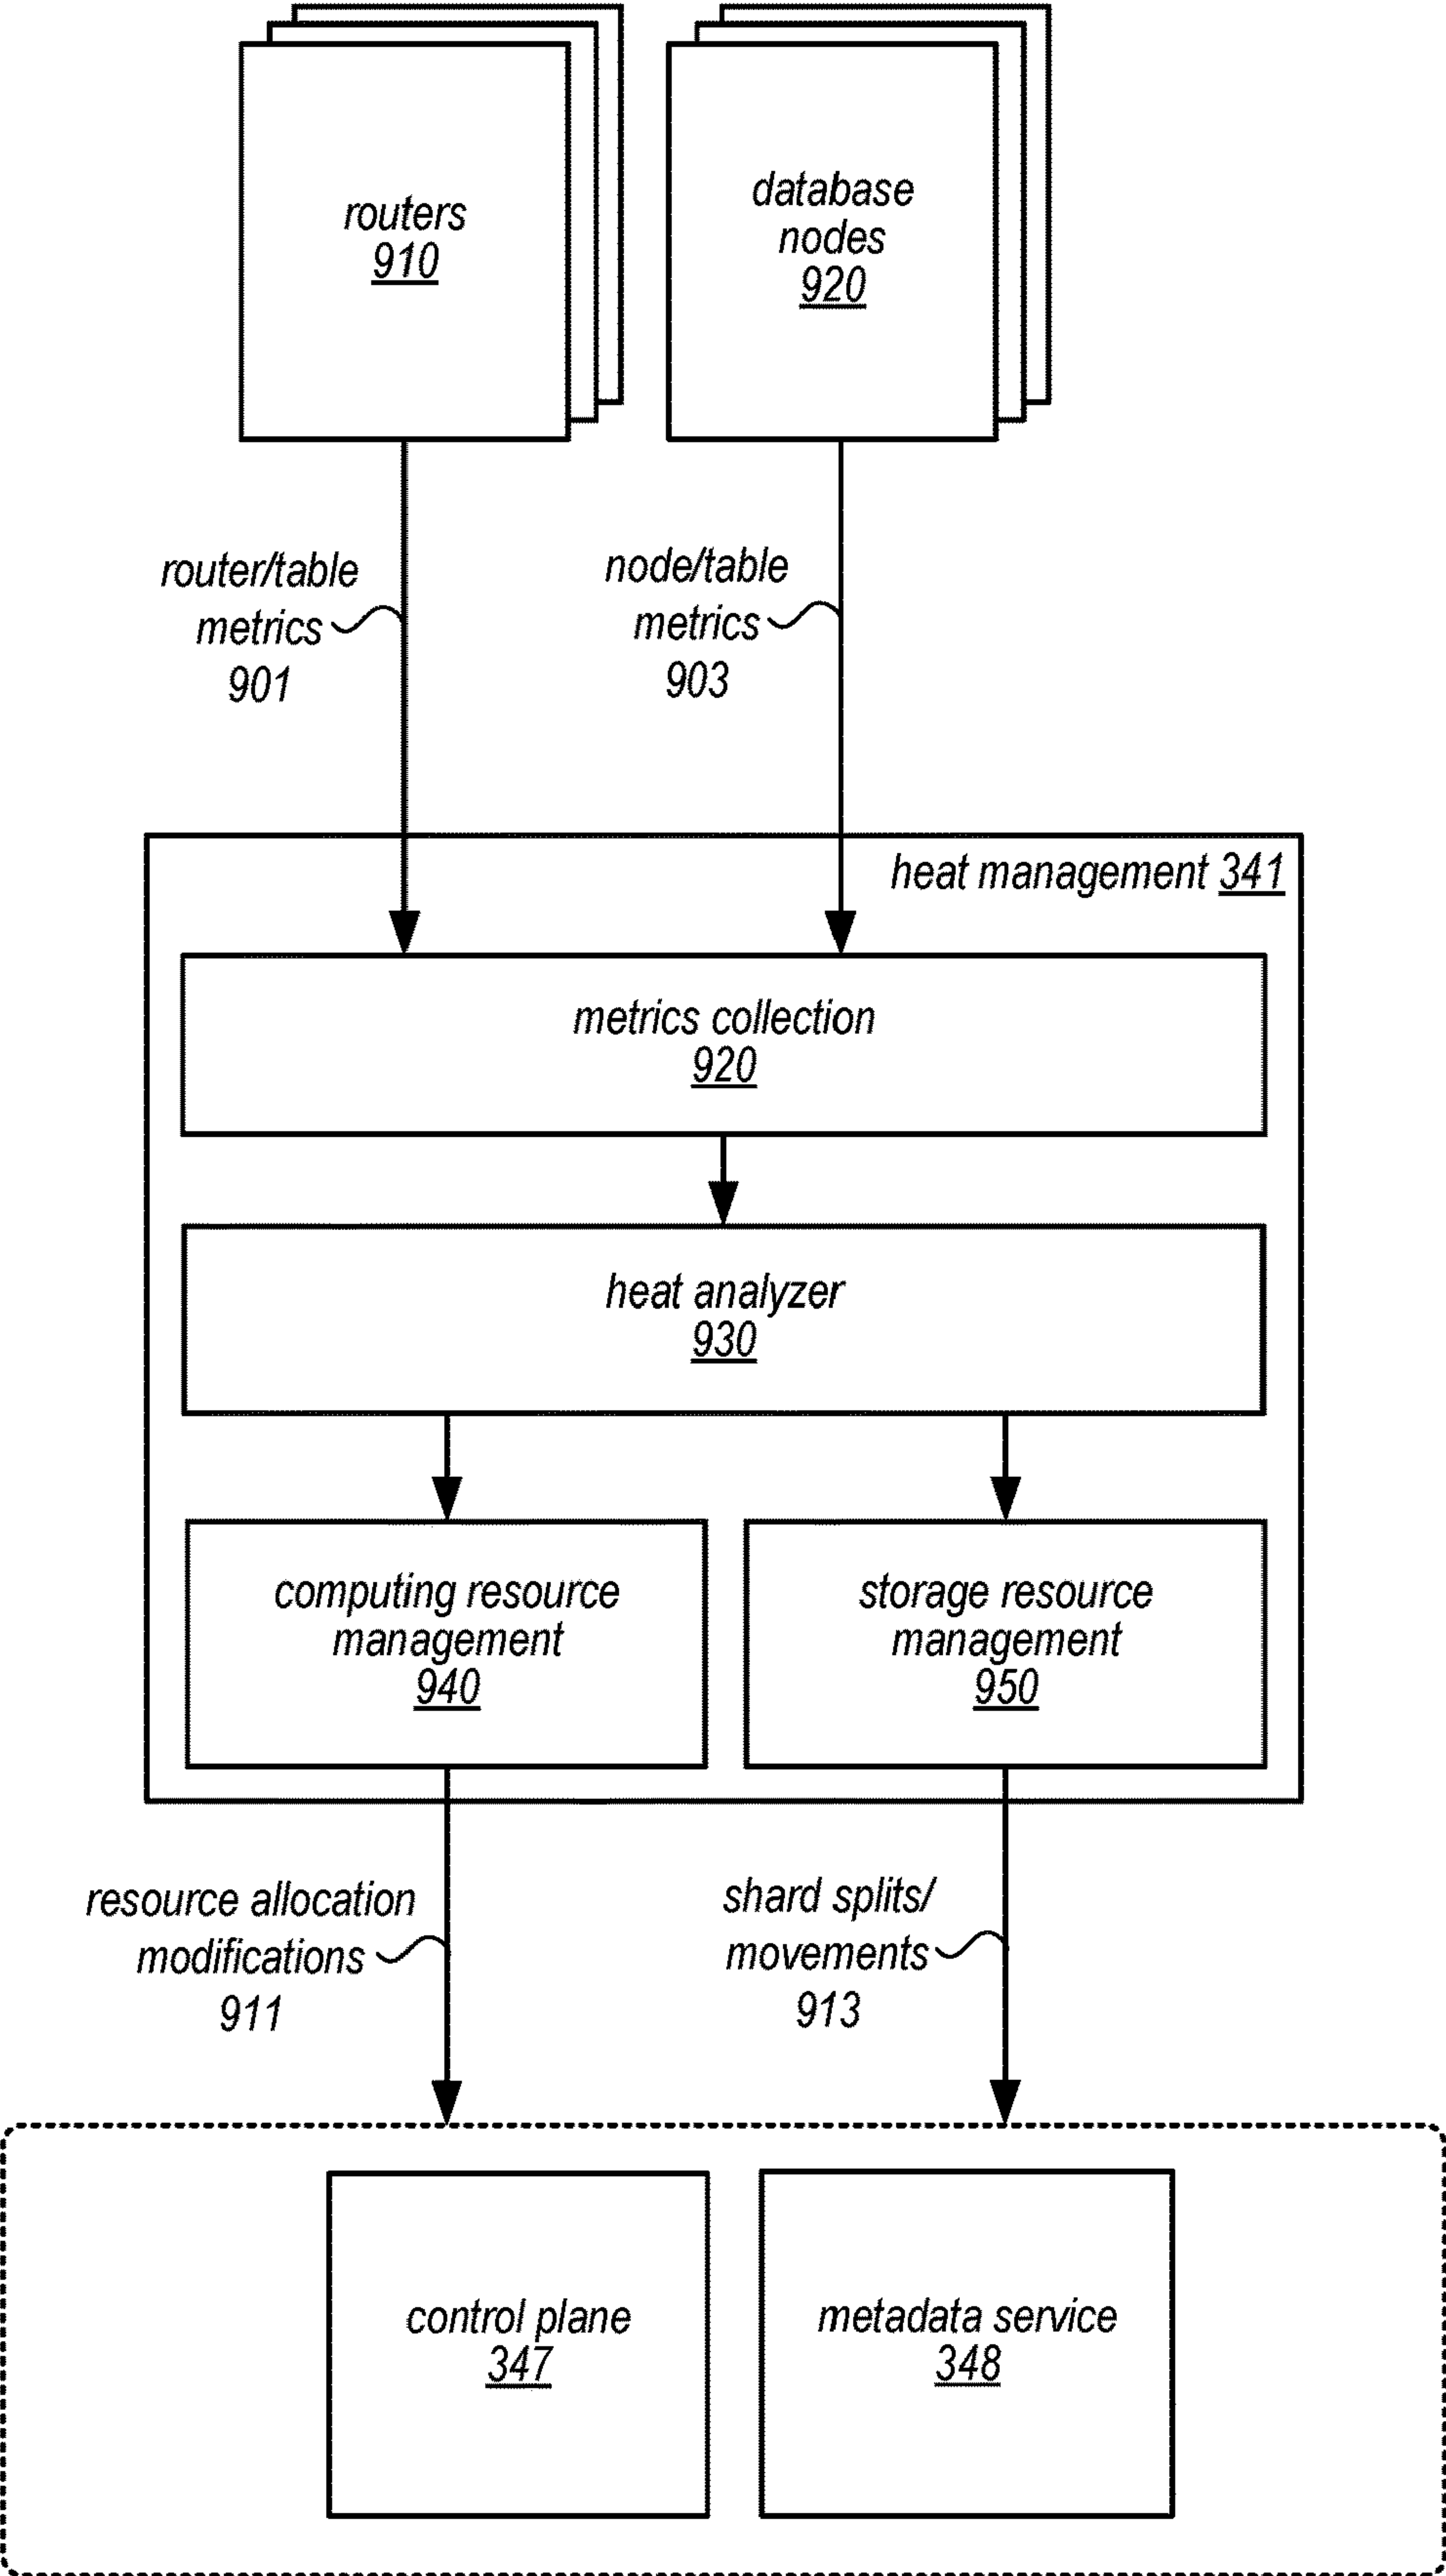 routers
910
database
nodes
920
router/table
metrics
901
node/table
metrics
903
heat management 341
metrics collection
920
heat analyzer
930
computing resource
management
940
storage resource
management
950
resource allocation
modifications
911
shard splits/
movements
913
control plane
347
metadata service
348